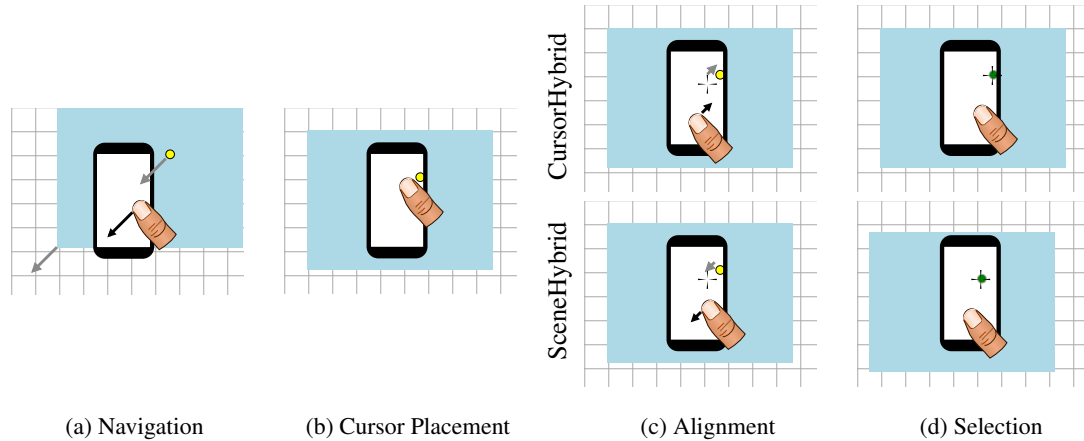 CursorHybrid
SceneHybrid
(a) Navigation
(b) Cursor Placement
(c) Alignment
(d) Selection